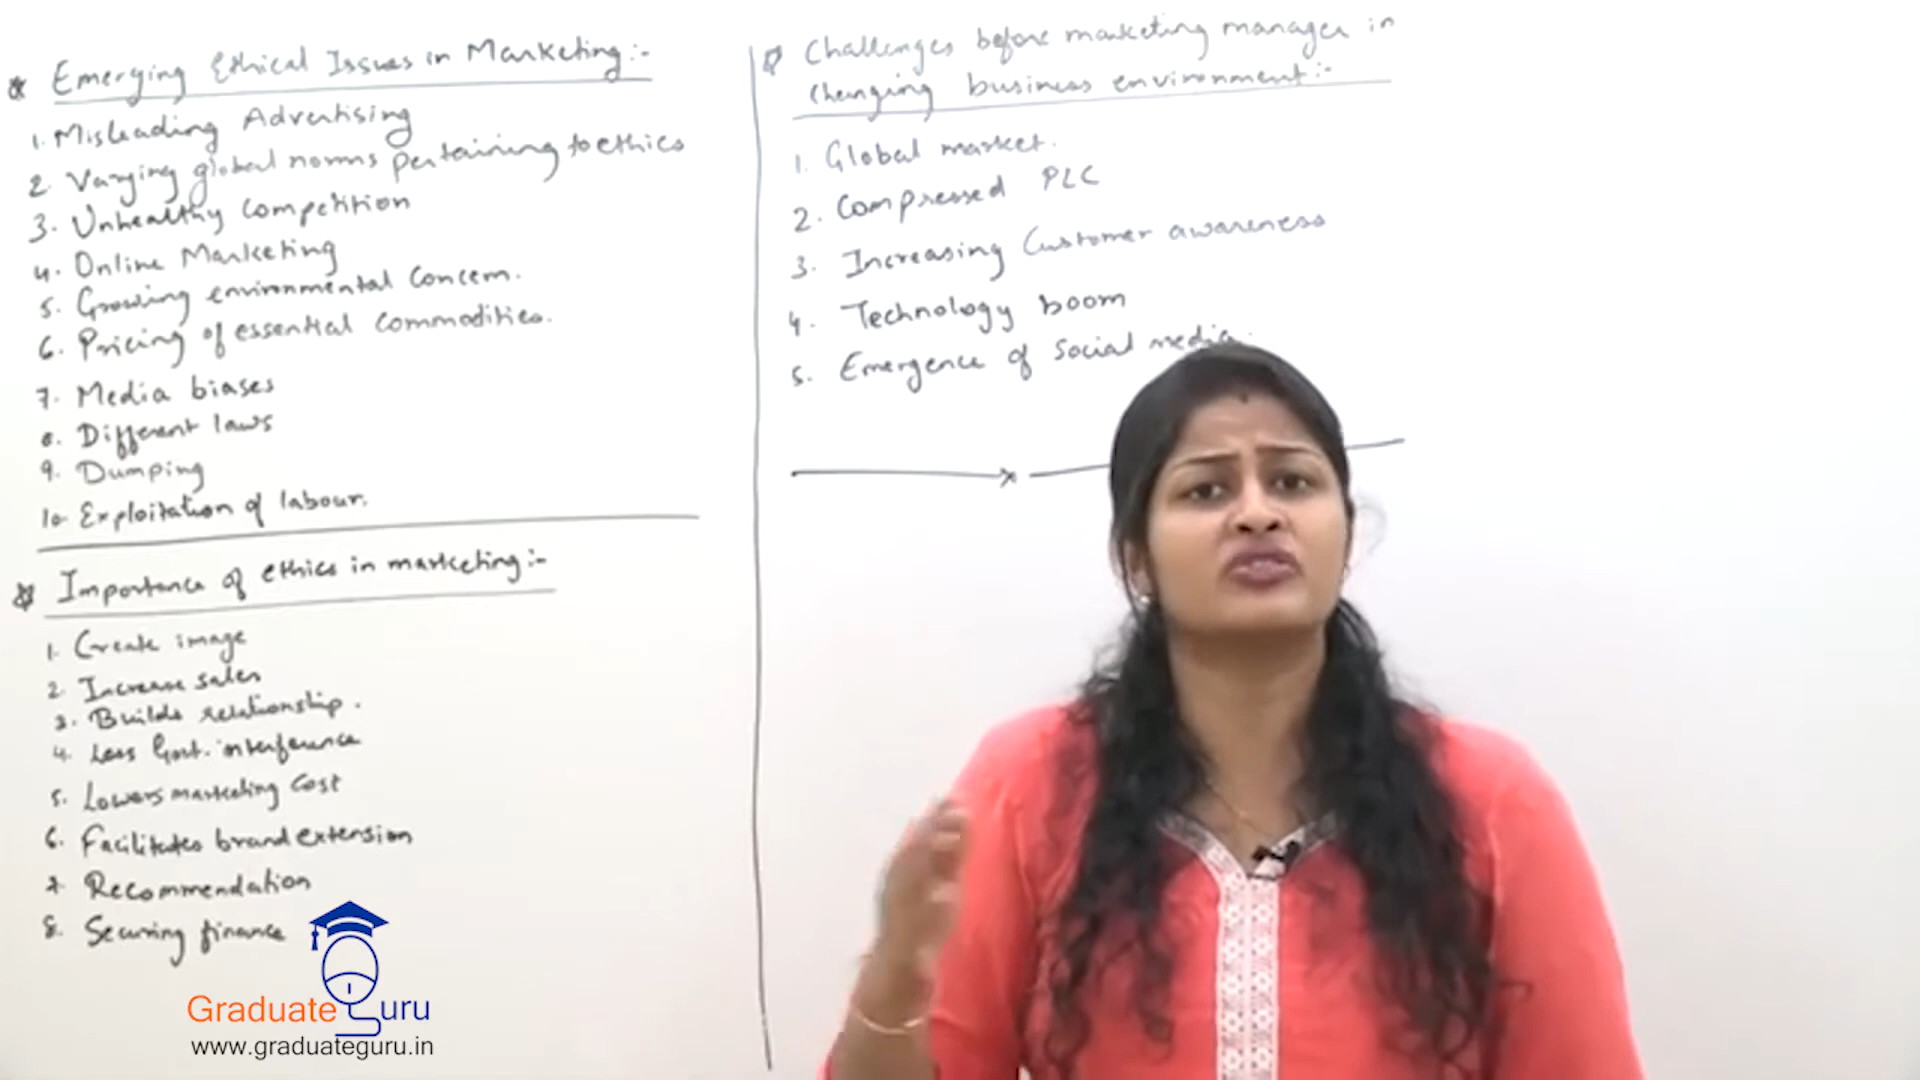 * Emerging Ethical Issues in Marketing:-
1. Misleading Advertising
2. Varying global norms pertaining to ethics
3. Unhealthy competition
4. Online Marketing
5. Growing environmental concern.
6. Pricing of essential commodities.
7. Media biases
8. Different laws
9. Dumping
10. Exploitation of labour.
* Importance of ethics in marketing:-
1. Create image
2. Increase sales
3. Builds relationship.
4. Less Govt. interference
5. Lowers marketing cost
6. Facilitates brand extension
7. Recommendation
8. Securing finance
Challenges before marketing manager in
changing business environment:-
1. Global market.
2. Compressed PLC
3. Increasing Customer awareness
4. Technology boom
5. Emergence of Social media.
Graduate Guru
www.graduateguru.in